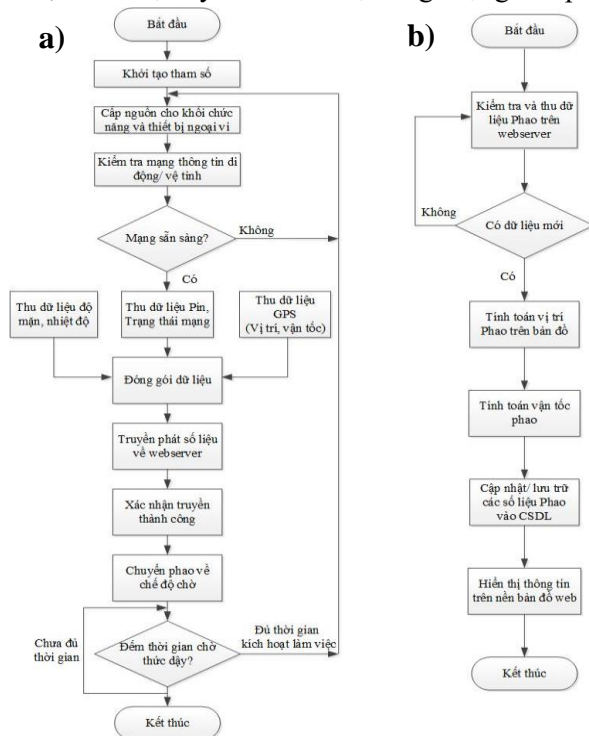 a)
Bắt đầu
Khởi tạo tham số
Cấp nguồn cho khối chức
năng và thiết bị ngoại vi
Kiểm tra mạng thông tin di
động/ vệ tinh
Mạng sẵn sàng?
Không
Có
Thu dữ liệu độ
mặn, nhiệt độ
Thu dữ liệu Pin,
Trạng thái mạng
Thu dữ liệu
GPS
(Vị trí, vận tốc)
Đóng gói dữ liệu
Truyền phát số liệu
về webserver
Xác nhận truyền
thành công
Chuyển phao về
chế độ chờ
Chưa đủ
thời gian
Đếm thời gian chờ
thức dậy?
Đủ thời gian
kích hoạt làm việc
Kết thúc
b)
Bắt đầu
Kiểm tra và thu dữ
liệu Phao trên
webserver
Không
Có dữ liệu mới
Có
Tính toán vị trí
Phao trên bản đồ
Tính toán vận tốc
phao
Cập nhật/ lưu trữ
các số liệu Phao
vào CSDL
Hiển thị thông tin
trên nền bản đồ web
Kết thúc